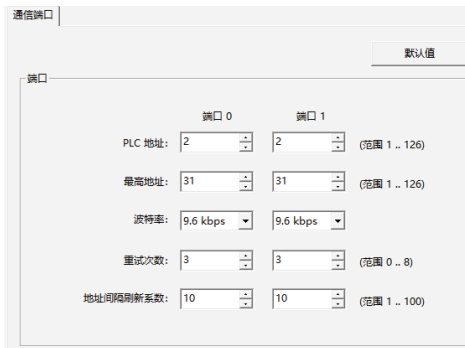 通信端口
默认值
端口
端口 0 端口 1
PLC 地址: 2 2 (范围 1 .. 126)
最高地址: 31 31 (范围 1 .. 126)
波特率: 9.6 kbps 9.6 kbps
重试次数: 3 3 (范围 0 .. 8)
地址间隔刷新系数: 10 10 (范围 1 .. 100)